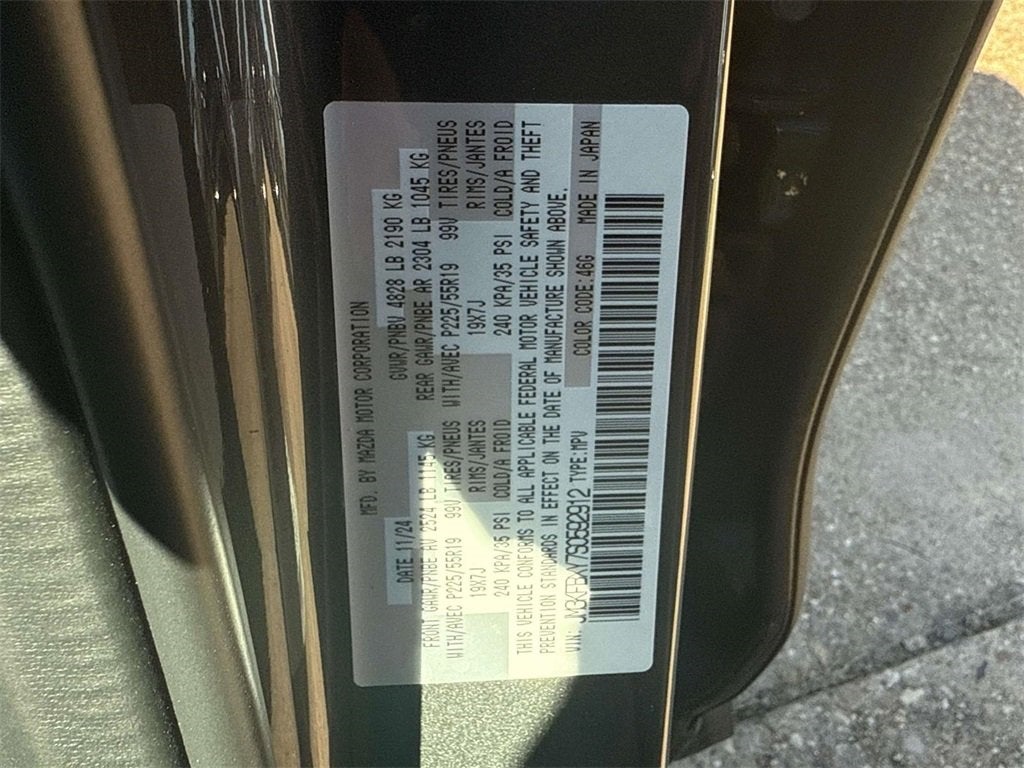 MFD. BY MAZDA MOTOR CORPORATION
DATE 11/24 GVWR/PNBV 4828 LB 2190 KG
FRONT GAWR/PNBE AV 2524 LB 1145 KG REAR GAWR/PNBE AR 2304 LB 1045 KG
WITH/AVEC P225/55R19 99V TIRES/PNEUS WITH/AVEC P225/55R19 99V TIRES/PNEUS
19X7J RIMS/JANTES 19X7J RIMS/JANTES
240 KPA/35 PSI COLD/A FROID 240 KPA/35 PSI COLD/A FROID
THIS VEHICLE CONFORMS TO ALL APPLICABLE FEDERAL MOTOR VEHICLE SAFETY AND THEFT
PREVENTION STANDARDS IN EFFECT ON THE DATE OF MANUFACTURE SHOWN ABOVE.
VIN: JM3KFBXY7S0592912 TYPE:MPV COLOR CODE:46G MADE IN JAPAN